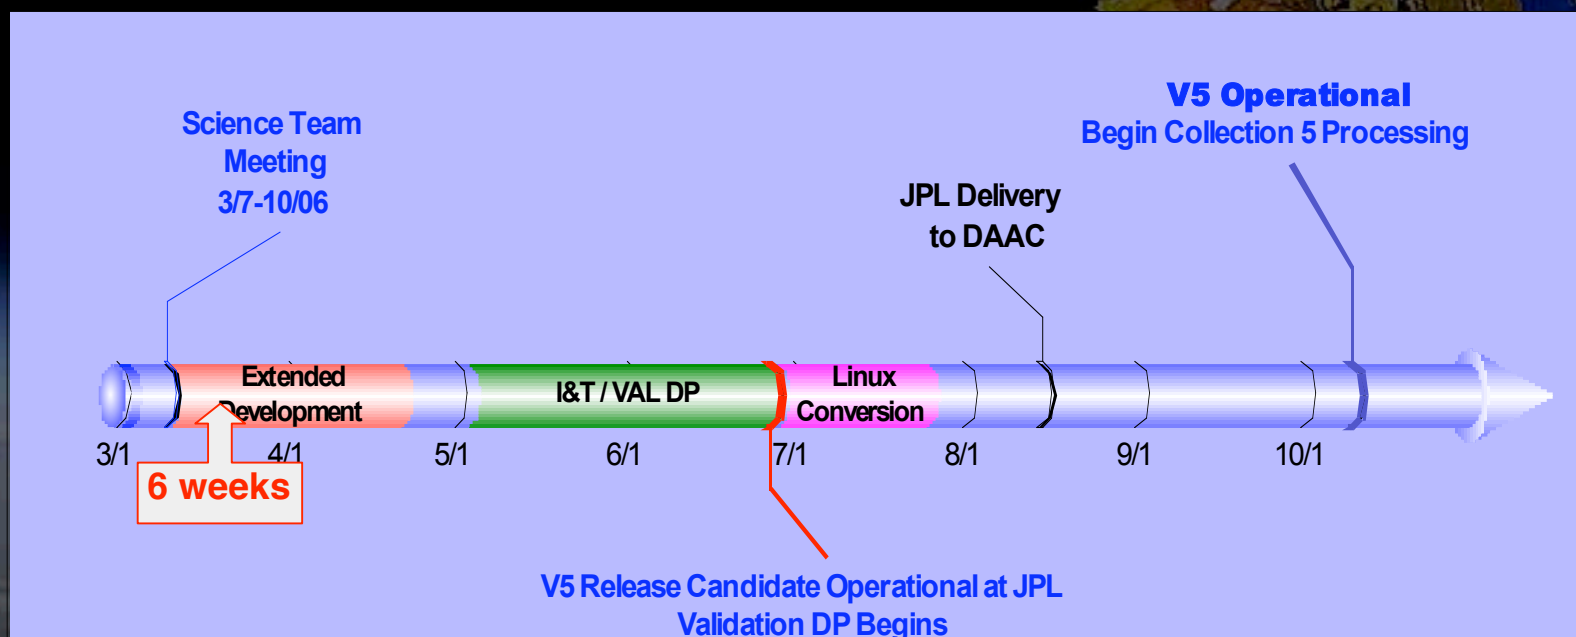 Science Team
Meeting
3/7-10/06
V5 Operational
Begin Collection 5 Processing
JPL Delivery
to DAAC
Extended
Development
I&T / VAL DP
Linux
Conversion
3/1
4/1
5/1
6/1
7/1
8/1
9/1
10/1
6 weeks
V5 Release Candidate Operational at JPL
Validation DP Begins